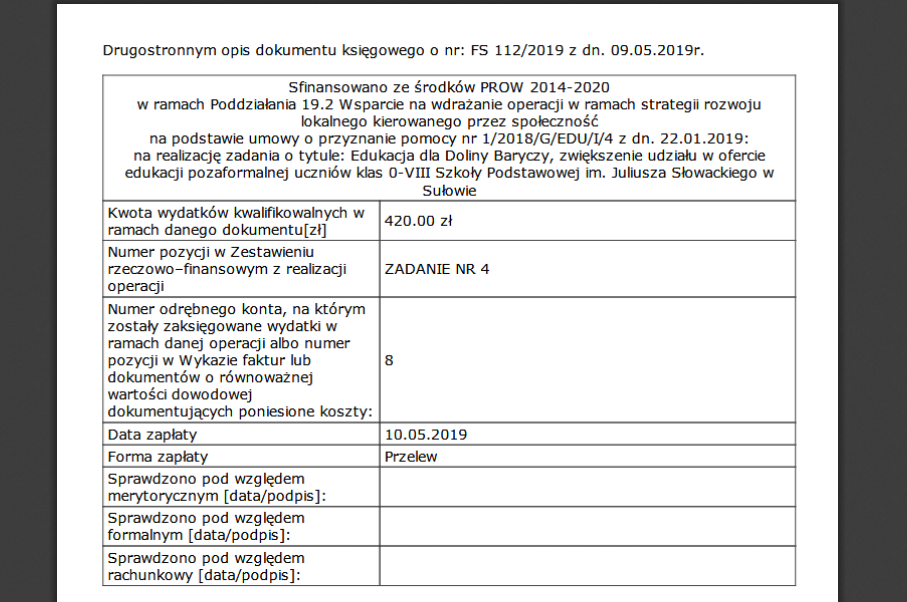 Drugostronnym opis dokumentu księgowego o nr: FS 112/2019 z dn. 09.05.2019r.
Sfinansowano ze środków PROW 2014-2020
w ramach Poddziałania 19.2 Wsparcie na wdrażanie operacji w ramach strategii rozwoju
lokalnego kierowanego przez społeczność
na podstawie umowy o przyznanie pomocy nr 1/2018/G/EDU/I/4 z dn. 22.01.2019:
na realizację zadania o tytule: Edukacja dla Doliny Baryczy, zwiększenie udziału w ofercie
edukacji pozaformalnej uczniów klas 0-VIII Szkoły Podstawowej im. Juliusza Słowackiego w
Sułowie
Kwota wydatków kwalifikowalnych w
ramach danego dokumentu[zł]
420.00 zł
Numer pozycji w Zestawieniu
rzeczowo–finansowym z realizacji
operacji
ZADANIE NR 4
Numer odrębnego konta, na którym
zostały zaksięgowane wydatki w
ramach danej operacji albo numer
pozycji w Wykazie faktur lub
dokumentów o równoważnej
wartości dowodowej
dokumentujących poniesione koszty:
8
Data zapłaty
10.05.2019
Forma zapłaty
Przelew
Sprawdzono pod względem
merytorycznym [data/podpis]:
Sprawdzono pod względem
formalnym [data/podpis]:
Sprawdzono pod względem
rachunkowy [data/podpis]: